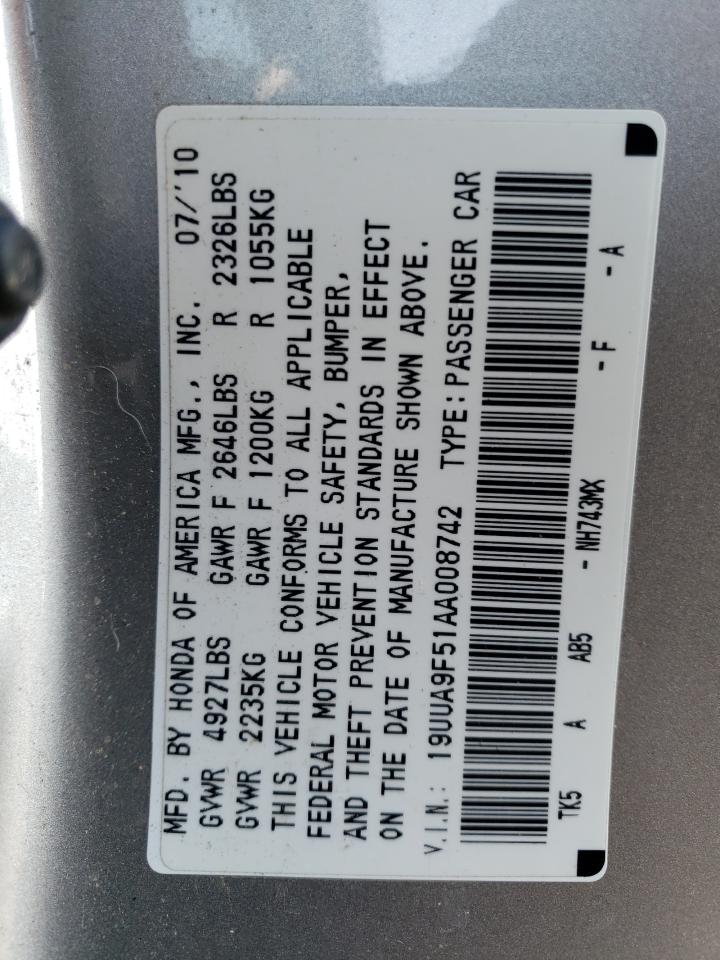 MFD. BY HONDA OF AMERICA MFG., INC. 07/'10
GVWR 4927LBS GAWR F 2646LBS R 2326LBS
GVWR 2235KG GAWR F 1200KG R 1055KG
THIS VEHICLE CONFORMS TO ALL APPLICABLE
FEDERAL MOTOR VEHICLE SAFETY, BUMPER,
AND THEFT PREVENTION STANDARDS IN EFFECT
ON THE DATE OF MANUFACTURE SHOWN ABOVE.
V.I.N.: 19UUA9F51AA008742 TYPE:PASSENGER CAR
TK5 A AB5 - NH743MX - F - A